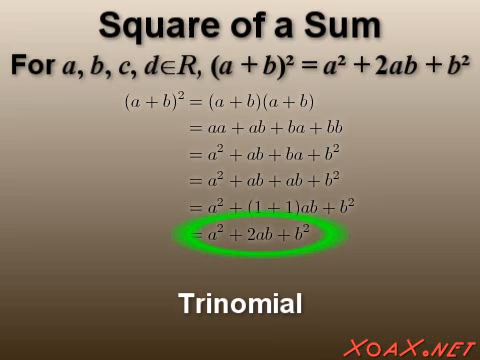 Square of a Sum
For a, b, c, d∈R, (a + b)² = a² + 2ab + b²
(a + b)² = (a + b)(a + b)
= aa + ab + ba + bb
= a² + ab + ba + b²
= a² + ab + ab + b²
= a² + (1 + 1)ab + b²
= a² + 2ab + b²
Trinomial
XOAX.NET